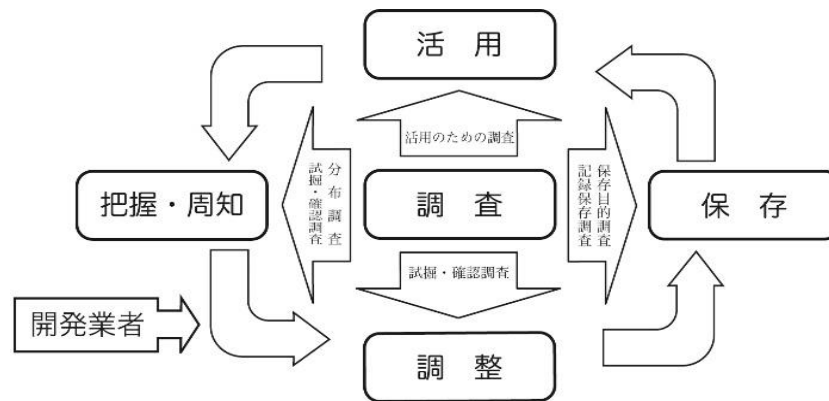 活用
活用のための調査
分布調査
試掘・確認調査
保存目的調査
記録保存調査
把握・周知
調査
保存
試掘・確認調査
開発業者
調整